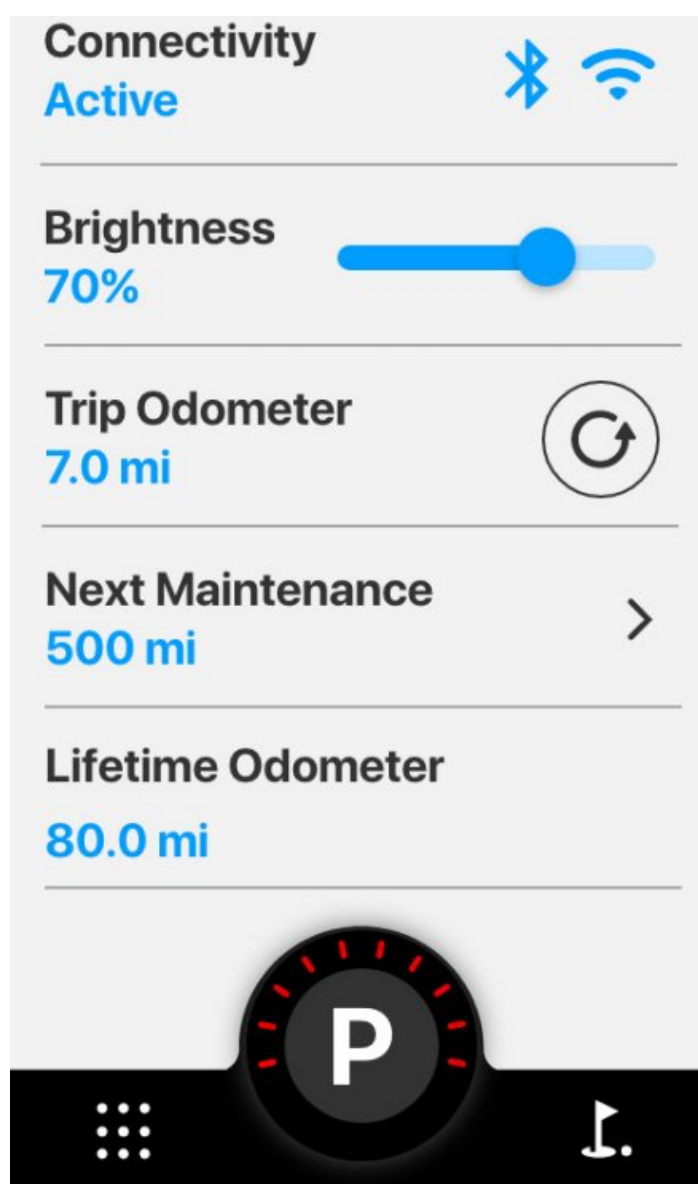 Connectivity
Active
Brightness
70%
Trip Odometer
7.0 mi
Next Maintenance
500 mi
Lifetime Odometer
80.0 mi
P